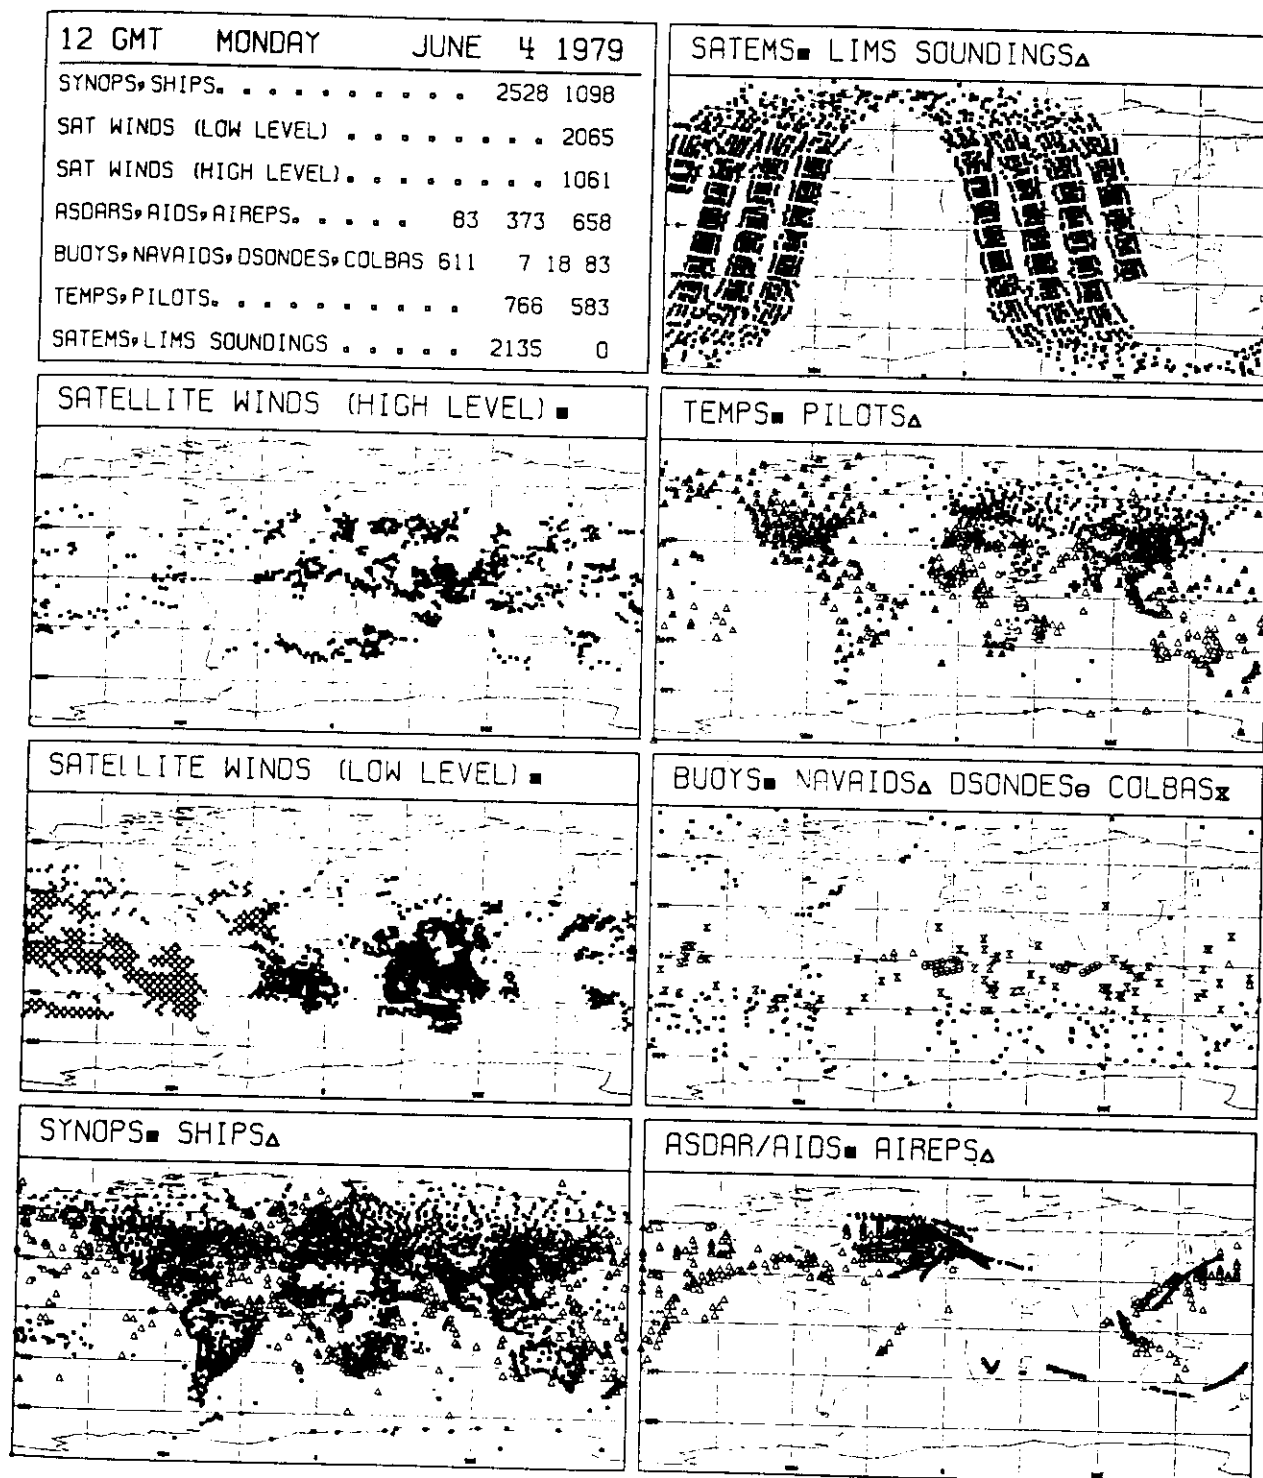 12 GMT MONDAY JUNE 4 1979
SYNOPS, SHIPS. . . . . . . . . . 2528 1098
SAT WINDS (LOW LEVEL) . . . . . . . . 2065
SAT WINDS (HIGH LEVEL) . . . . . . . . 1061
ASDARS, AIDS, AIREPS. . . . . 83 373 658
BUOYS, NAVAIDS, DSONDES, COLBAS 611 7 18 83
TEMPS, PILOTS. . . . . . . . . 766 583
SATEMS, LIMS SOUNDINGS . . . . . 2135 0
SATEMS■ LIMS SOUNDINGS△
SATELLITE WINDS (HIGH LEVEL) ■
TEMPS■ PILOTS△
SATELLITE WINDS (LOW LEVEL) ■
BUOYS■ NAVAIDS△ DSONDES⊖ COLBAS⧖
SYNOPS■ SHIPS△
ASDAR/AIDS■ AIREPS△